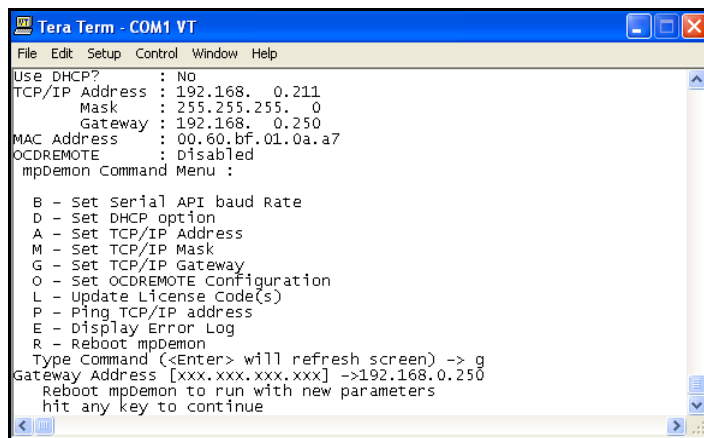 Tera Term - COM1 VT
File Edit Setup Control Window Help
Use DHCP? : No
TCP/IP Address : 192.168.  0.211
Mask : 255.255.255.  0
Gateway : 192.168.  0.250
MAC Address : 00.60.bf.01.0a.a7
OCDREMOTE : Disabled
mpDemon Command Menu :
B - Set Serial API baud Rate
D - Set DHCP option
A - Set TCP/IP Address
M - Set TCP/IP Mask
G - Set TCP/IP Gateway
O - Set OCDREMOTE Configuration
L - Update License Code(s)
P - Ping TCP/IP address
E - Display Error Log
R - Reboot mpDemon
Type Command (<Enter> will refresh screen) -> g
Gateway Address [xxx.xxx.xxx.xxx] ->192.168.0.250
Reboot mpDemon to run with new parameters
hit any key to continue